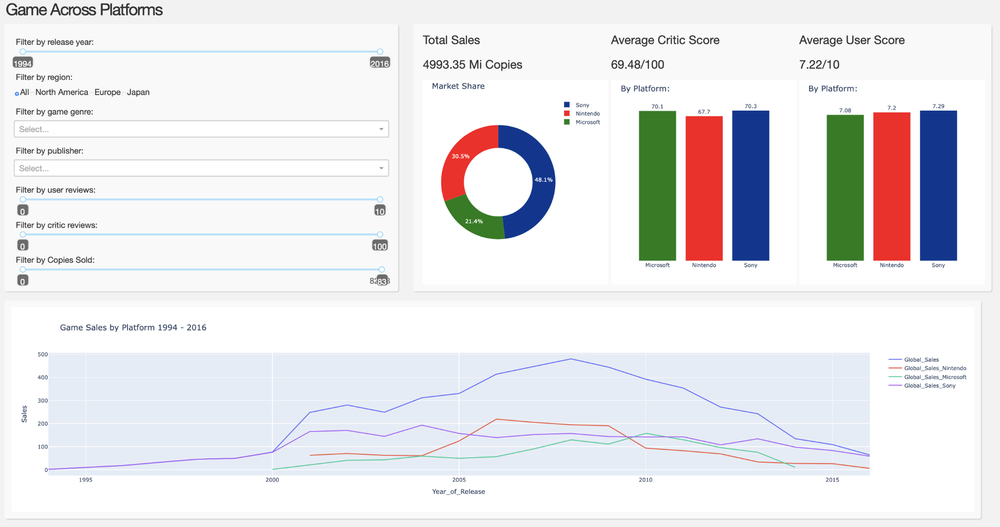 Game Across Platforms
Filter by release year:
1994 2016
Filter by region:
All North America Europe Japan
Filter by game genre:
Select...
Filter by publisher:
Select...
Filter by user reviews:
0 10
Filter by critic reviews:
0 100
Filter by Copies Sold:
0 83
Total Sales
4993.35 Mi Copies
Market Share
Sony
Nintendo
Microsoft
30.5%
48.1%
21.4%
Average Critic Score
69.48/100
By Platform:
70.1 67.7 70.3
Microsoft Nintendo Sony
Average User Score
7.22/10
By Platform:
7.08 7.2 7.29
Microsoft Nintendo Sony
Game Sales by Platform 1994 - 2016
500
400
300
200
100
0
Sales
1995 2000 2005 2010 2015
Year_of_Release
Global_Sales
Global_Sales_Nintendo
Global_Sales_Microsoft
Global_Sales_Sony